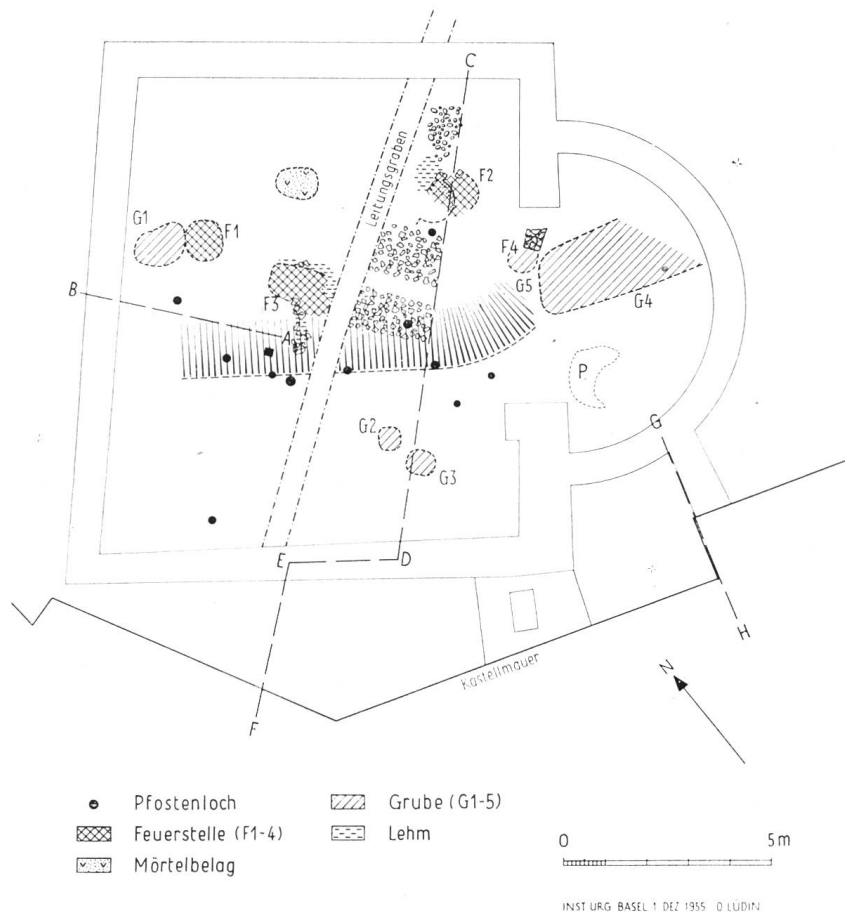 C
Leitungsgraben
F2
G1
F1
F4
G5
G4
B
F3
A
P
G2
G3
G
E
D
H
Kastellmauer
N
F
Pfostenloch
Grube (G1-5)
Feuerstelle (F1-4)
Lehm
Mörtelbelag
0 5m
INST URG BASEL 1 DEZ 1955 O LÜDIN